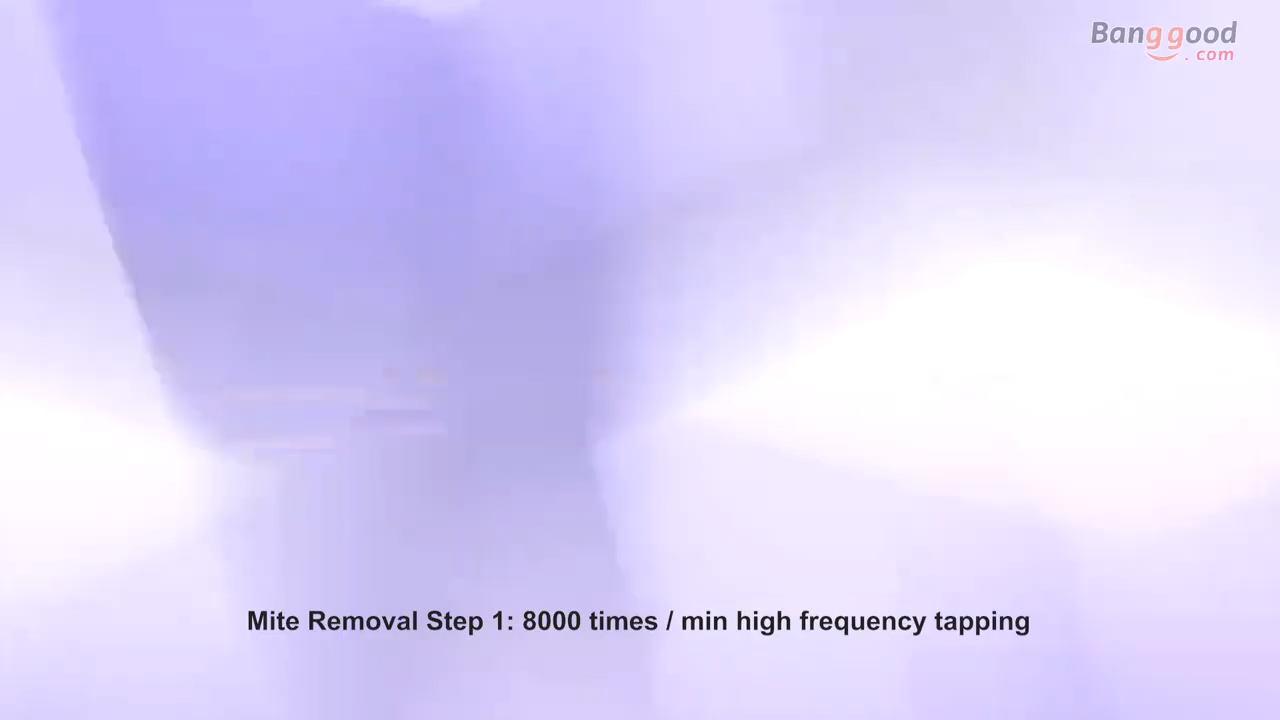 Banggood
.com
Mite Removal Step 1: 8000 times / min high frequency tapping